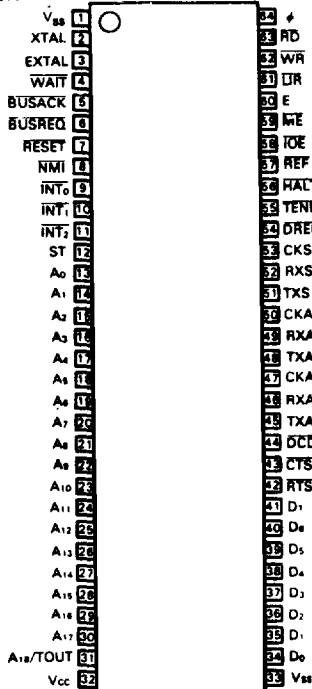 Vss 1 64 φ
XTAL 2 63 RD
EXTAL 3 62 WR
WAIT 4 61 LIR
BUSACK 5 60 E
BUSREQ 6 59 ME
RESET 7 58 IOE
NMI 8 57 REF
INT₀ 9 56 HAL
INT₁ 10 55 TEN
INT₂ 11 54 DRE
ST 12 53 CKS
A₀ 13 52 RXS
A₁ 14 51 TXS
A₂ 15 50 CKA
A₃ 16 49 RXA
A₄ 17 48 TXA
A₅ 18 47 CKA
A₆ 19 46 RXA
A₇ 20 45 TXA
A₈ 21 44 DCD
A₉ 22 43 CTS
A₁₀ 23 42 RTS
A₁₁ 24 41 D₇
A₁₂ 25 40 D₆
A₁₃ 26 39 D₅
A₁₄ 27 38 D₄
A₁₅ 28 37 D₃
A₁₆ 29 36 D₂
A₁₇ 30 35 D₁
A₁₈/TOUT 31 34 D₀
Vcc 32 33 Vss